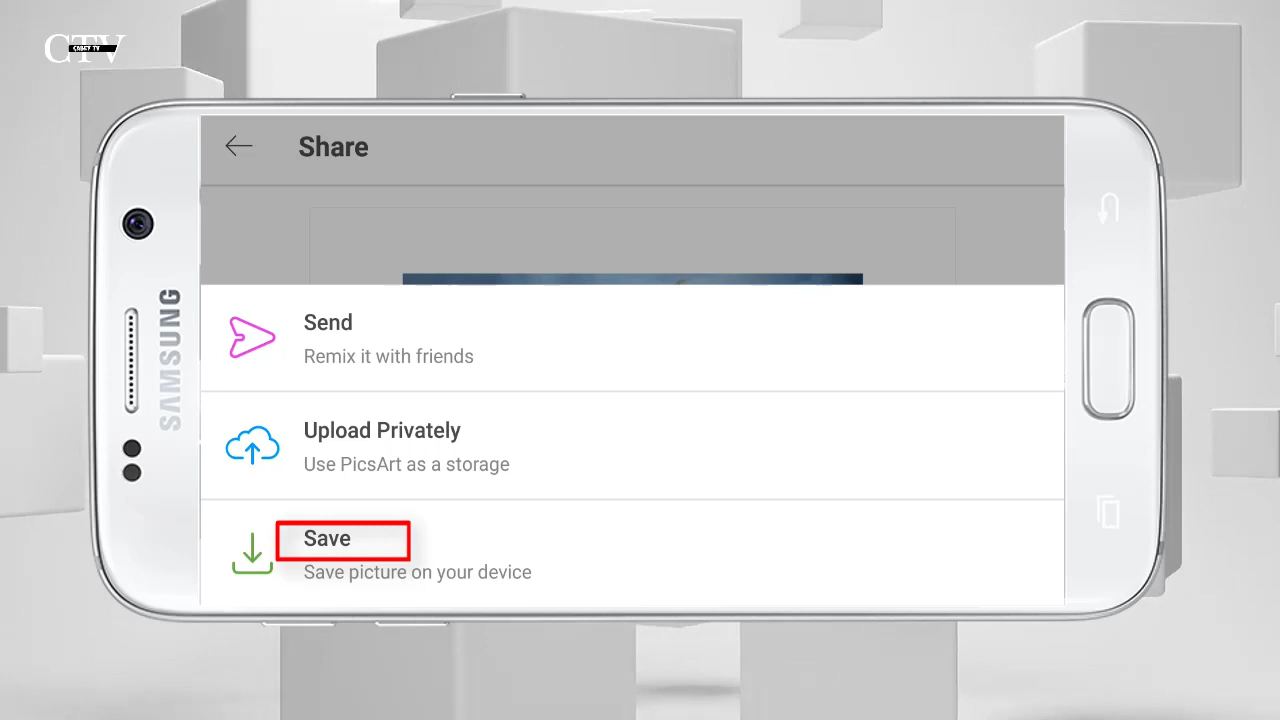 CTV
Share
Send
Remix it with friends
Upload Privately
Use PicsArt as a storage
Save
Save picture on your device
SAMSUNG